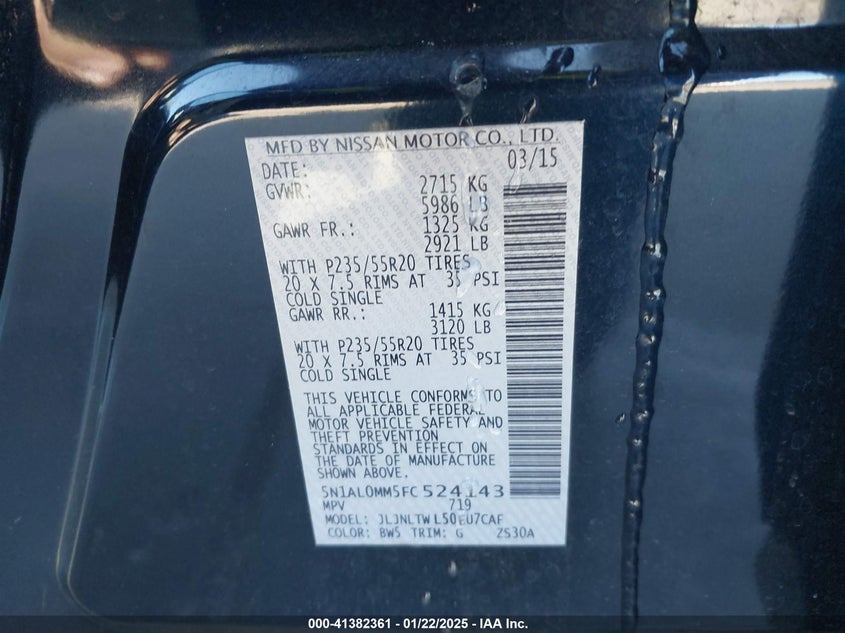 MFD BY NISSAN MOTOR CO., LTD.
DATE: 03/15
GVWR: 2715 KG
5986 LB
GAWR FR.: 1325 KG
2921 LB
WITH P235/55R20 TIRES
20 X 7.5 RIMS AT 35 PSI
COLD SINGLE
GAWR RR.: 1415 KG
3120 LB
WITH P235/55R20 TIRES
20 X 7.5 RIMS AT 35 PSI
COLD SINGLE
THIS VEHICLE CONFORMS TO
ALL APPLICABLE FEDERAL
MOTOR VEHICLE SAFETY AND
THEFT PREVENTION
STANDARDS IN EFFECT ON
THE DATE OF MANUFACTURE
SHOWN ABOVE.
5N1AL0MM5FC524143
MPV 719
MODEL: JLJNLTWL50EU7CAF
COLOR: BW5 TRIM: G 2S30A
000-41382361 - 01/22/2025 - IAA Inc.